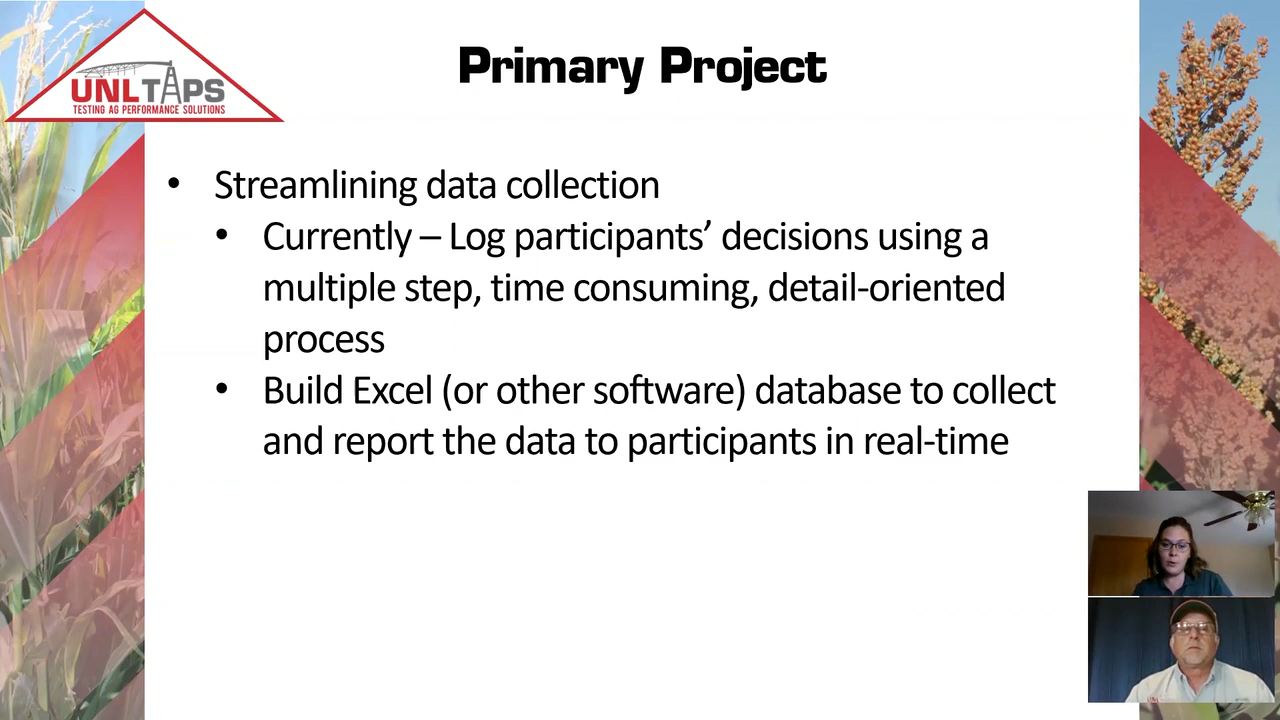 UNLTAPS
TESTING AG PERFORMANCE SOLUTIONS
Primary Project
• Streamlining data collection
• Currently – Log participants’ decisions using a
multiple step, time consuming, detail-oriented
process
• Build Excel (or other software) database to collect
and report the data to participants in real-time